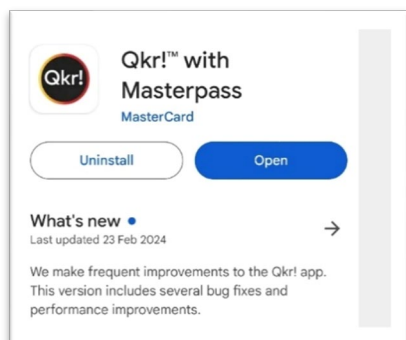 Qkr!
Qkr!™ with
Masterpass
MasterCard
Uninstall
Open
What's new
Last updated 23 Feb 2024
We make frequent improvements to the Qkr! app.
This version includes several bug fixes and
performance improvements.